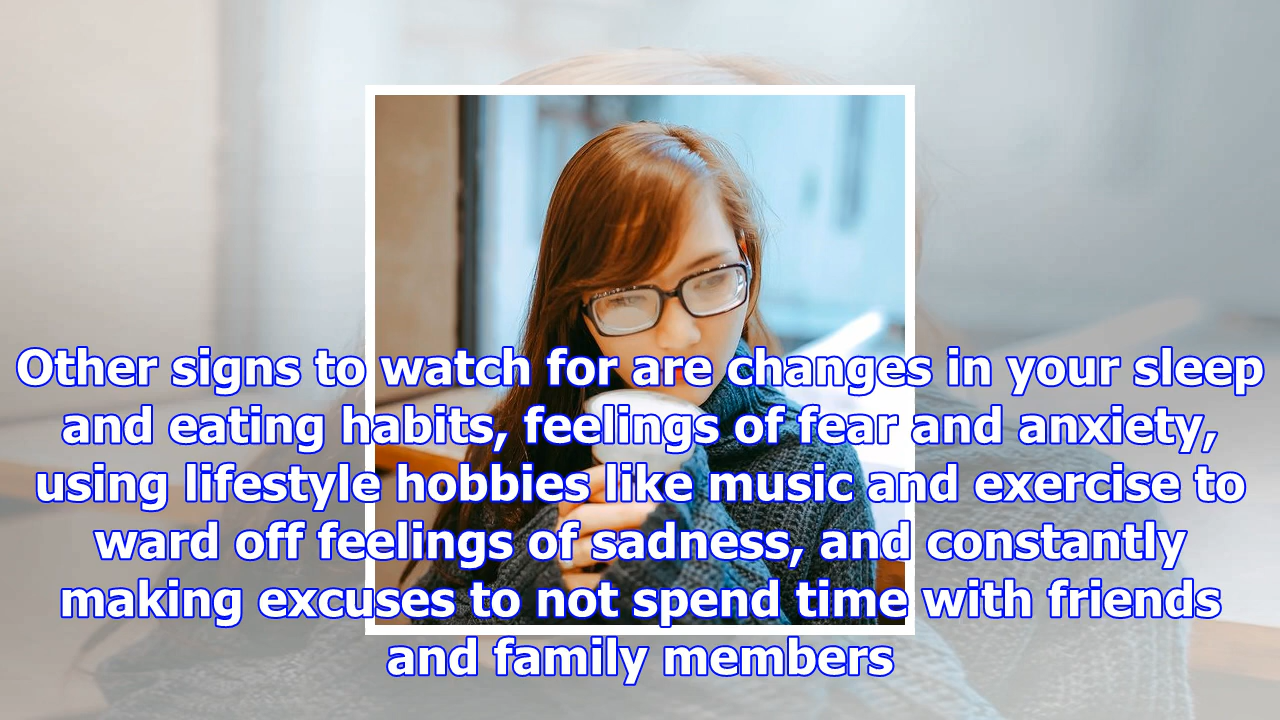 Other signs to watch for are changes in your sleep
and eating habits, feelings of fear and anxiety,
using lifestyle hobbies like music and exercise to
ward off feelings of sadness, and constantly
making excuses to not spend time with friends
and family members